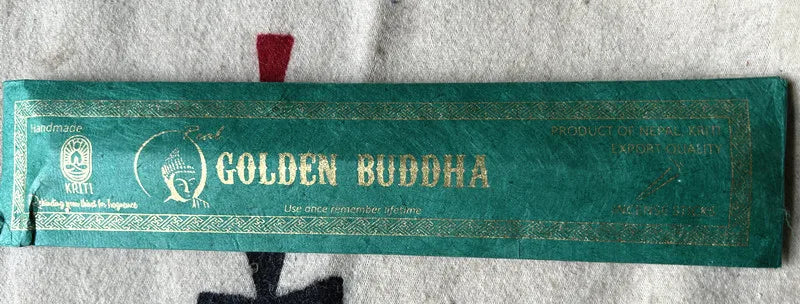 Handmade
KRITI
Real
GOLDEN BUDDHA
Use once remember lifetime
PRODUCT OF NEPAL KRITI
EXPORT QUALITY